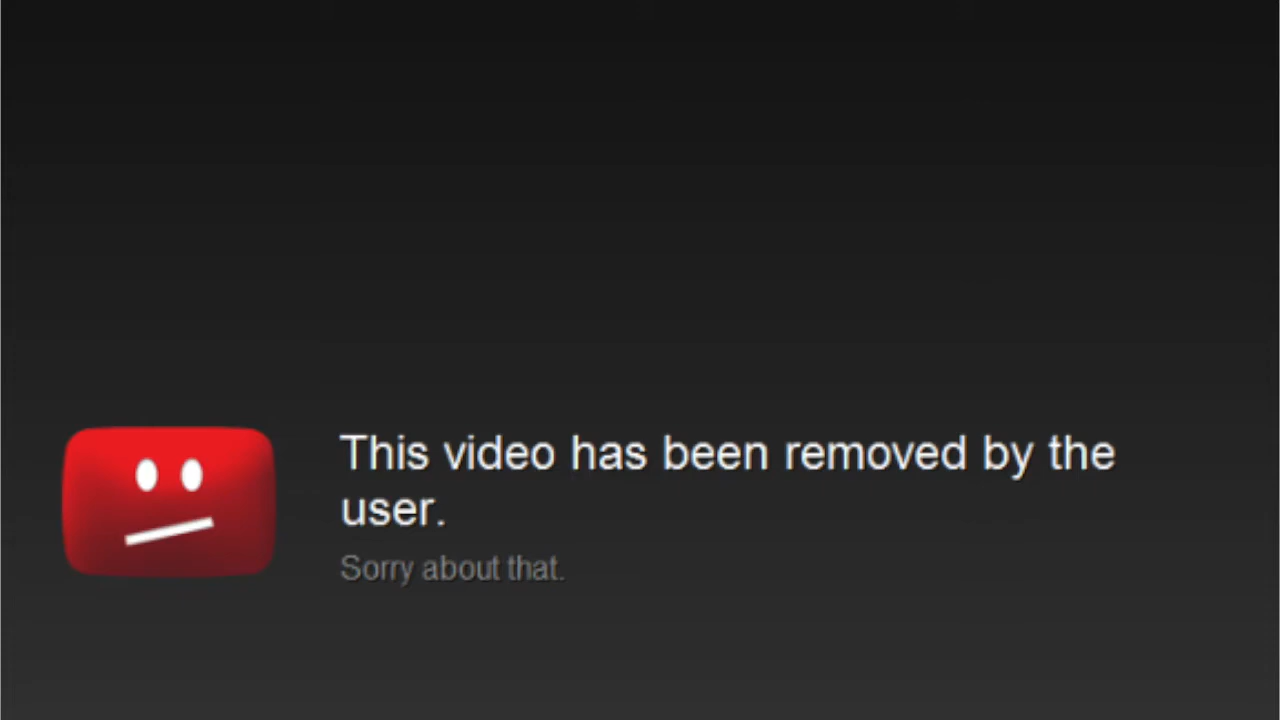 This video has been removed by the
user.
Sorry about that.